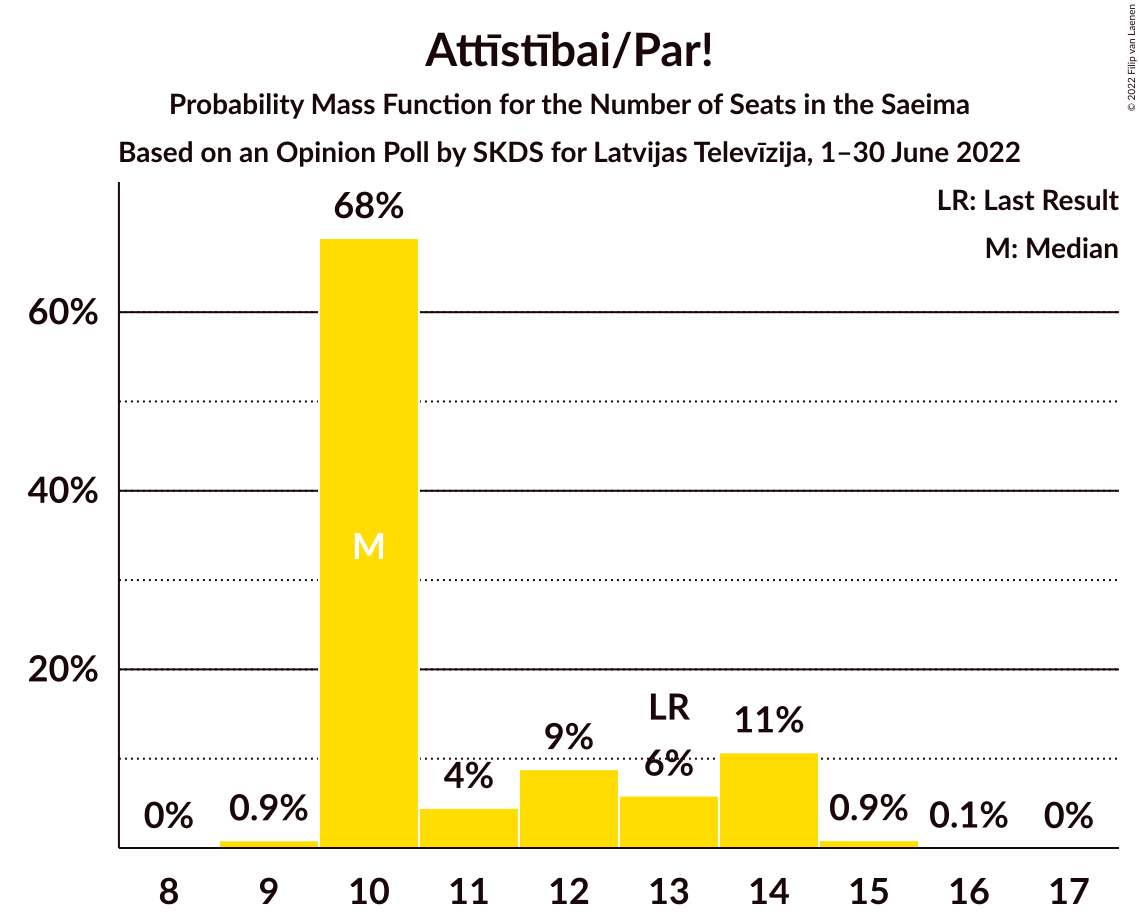 © 2022 Filip van Laenen
Attīstībai/Par!
Probability Mass Function for the Number of Seats in the Saeima
Based on an Opinion Poll by SKDS for Latvijas Televīzija, 1–30 June 2022
LR: Last Result
M: Median
68%
60%
40%
M
20%
LR
11%
9%
6%
4%
0%
0.9%
0.9%
0.1%
0%
8 9 10 11 12 13 14 15 16 17